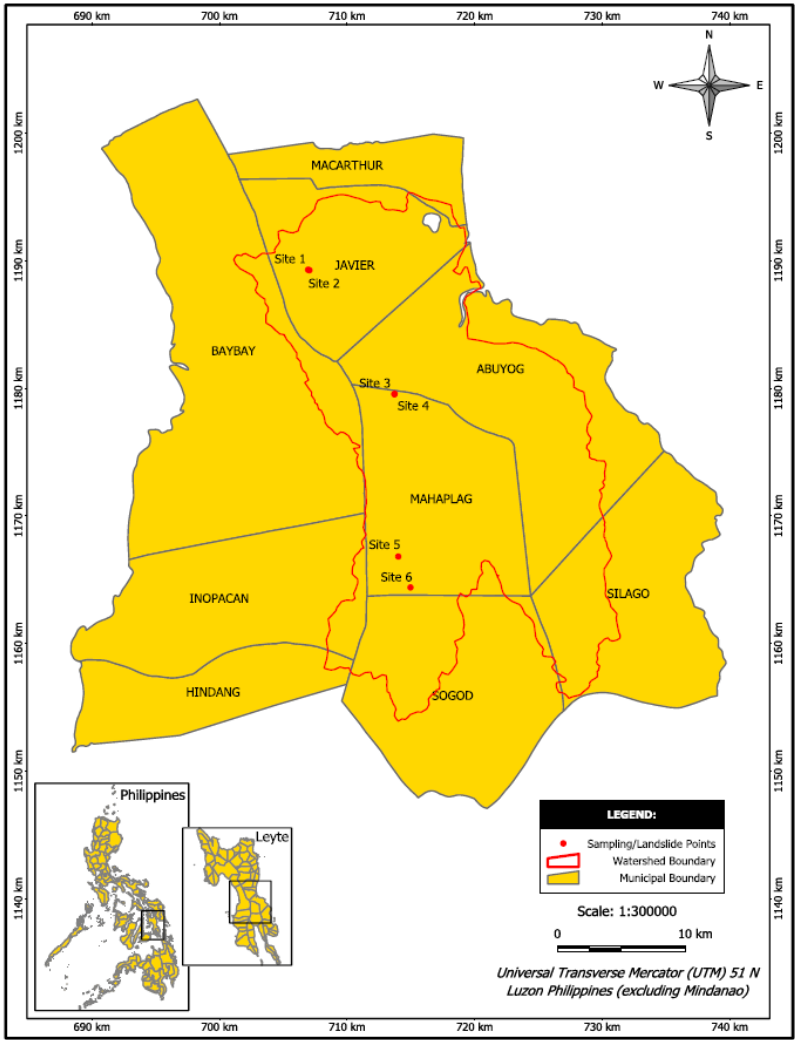 690 km 700 km 710 km 720 km 730 km 740 km
N
W E
S
1200 km 1200 km
MACARTHUR
1190 km 1190 km
Site 1
JAVIER
Site 2
BAYBAY
ABUYOG
1180 km 1180 km
Site 3
Site 4
MAHAPLAG
1170 km 1170 km
Site 5
Site 6
INOPACAN
SILAGO
1160 km 1160 km
HINDANG
SOGOD
1150 km 1150 km
Philippines
Leyte
LEGEND:
Sampling/Landslide Points
Watershed Boundary
Municipal Boundary
1140 km 1140 km
Scale: 1:300000
0 10 km
Universal Transverse Mercator (UTM) 51 N
Luzon Philippines (excluding Mindanao)
690 km 700 km 710 km 720 km 730 km 740 km